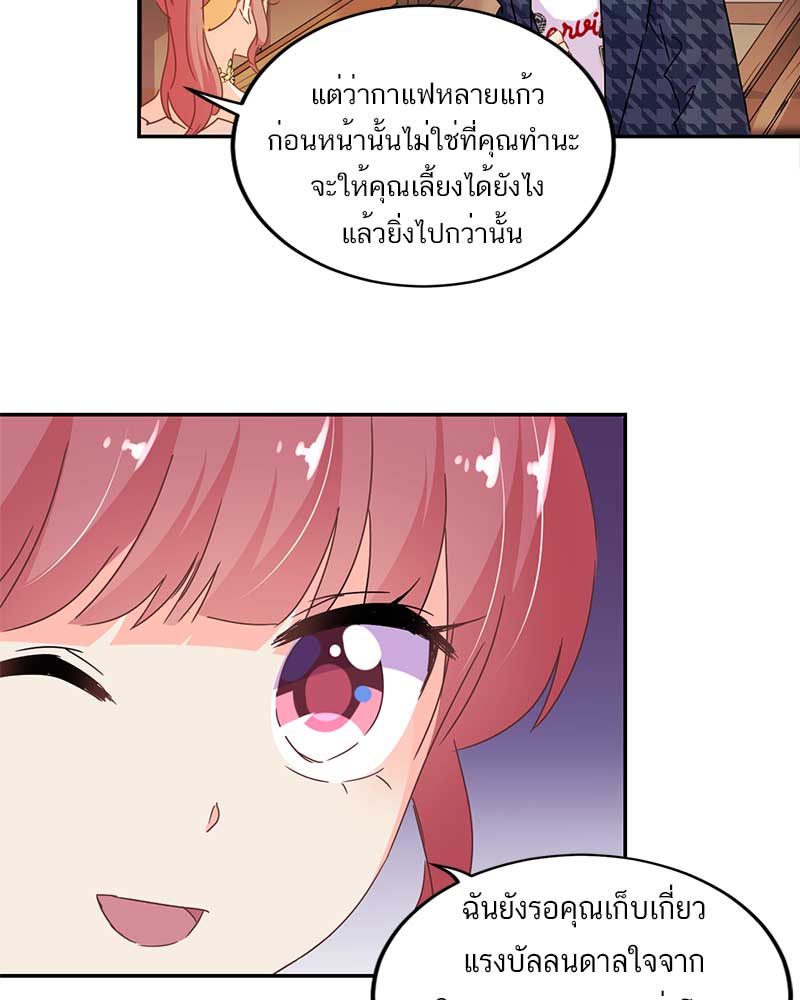 แต่ว่ากาแฟหลายแก้ว
ก่อนหน้านั้นไม่ใช่ที่คุณทำนะ
จะให้คุณเลี้ยงได้ยังไง
แล้วยิ่งไปกว่านั้น
ฉันยังรอคุณเก็บเกี่ยว
แรงบัลลนดาลใจจาก